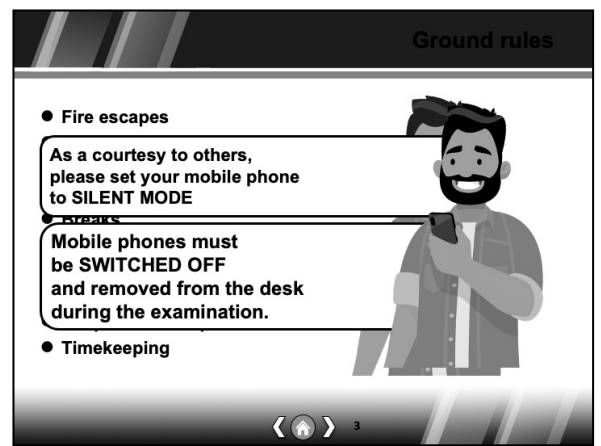 Ground rules
● Fire escapes
As a courtesy to others,
please set your mobile phone
to SILENT MODE
● Breaks
Mobile phones must
be SWITCHED OFF
and removed from the desk
during the examination.
● Timekeeping
3